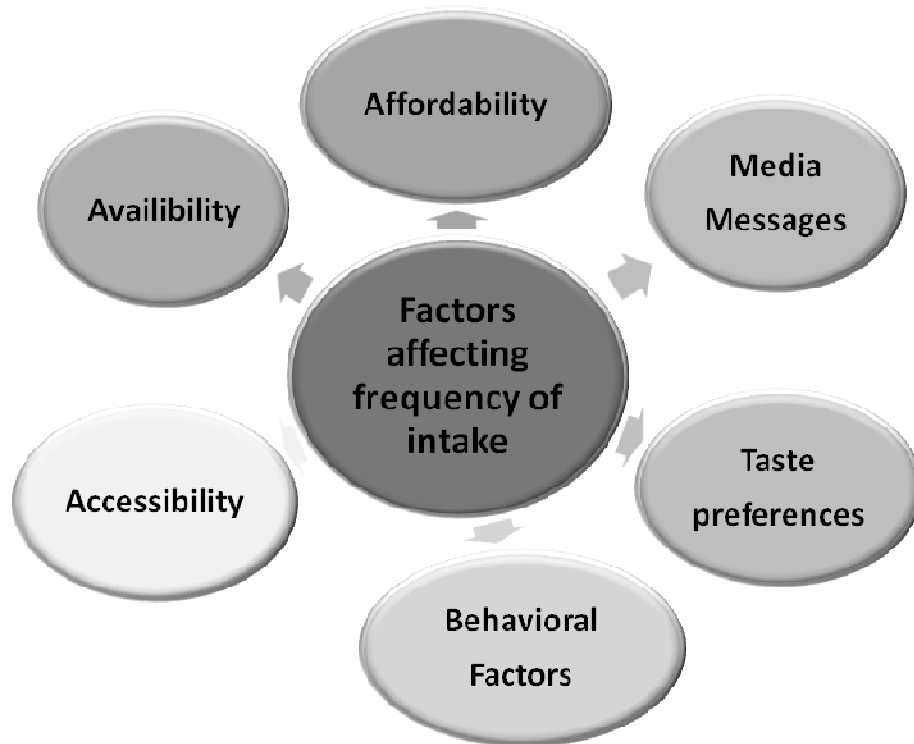 Affordability
Media
Messages
Availibility
Factors
affecting
frequency of
intake
Taste
preferences
Accessibility
Behavioral
Factors